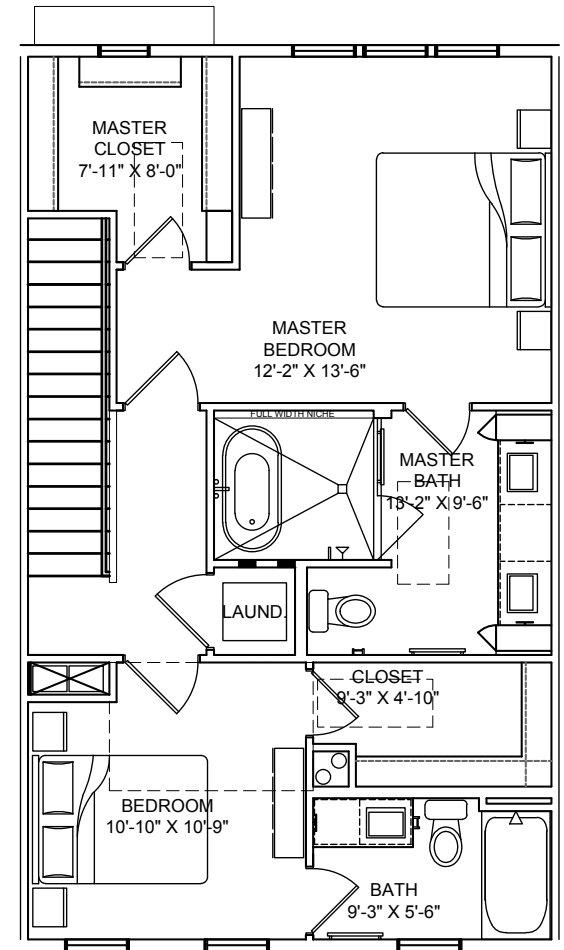 MASTER
CLOSET
7'-11" X 8'-0"
MASTER
BEDROOM
12'-2" X 13'-6"
FULL WIDTH NICHE
MASTER
BATH
13'-2" X 9'-6"
LAUND.
CLOSET
9'-3" X 4'-10"
BEDROOM
10'-10" X 10'-9"
BATH
9'-3" X 5'-6"